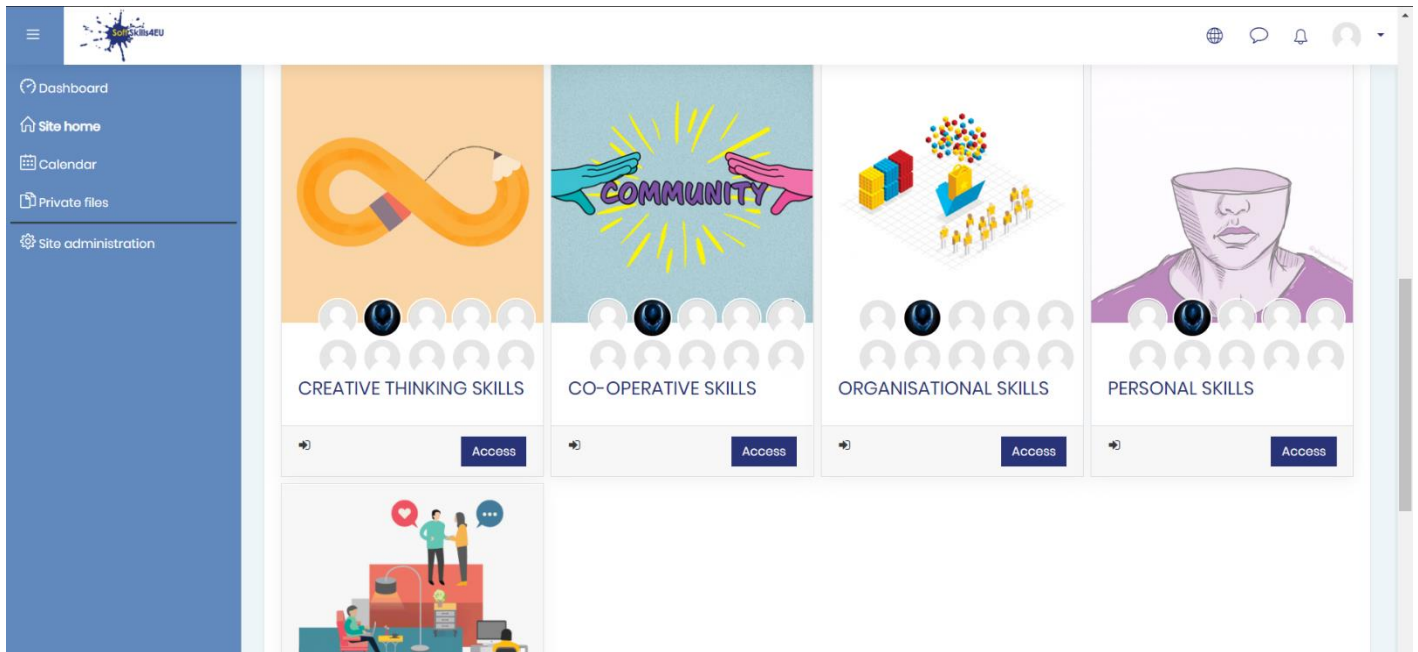 SoftSkills4EU
Dashboard
Site home
Calendar
Private files
Site administration
COMMUNITY
CREATIVE THINKING SKILLS
CO-OPERATIVE SKILLS
ORGANISATIONAL SKILLS
PERSONAL SKILLS
Access
Access
Access
Access